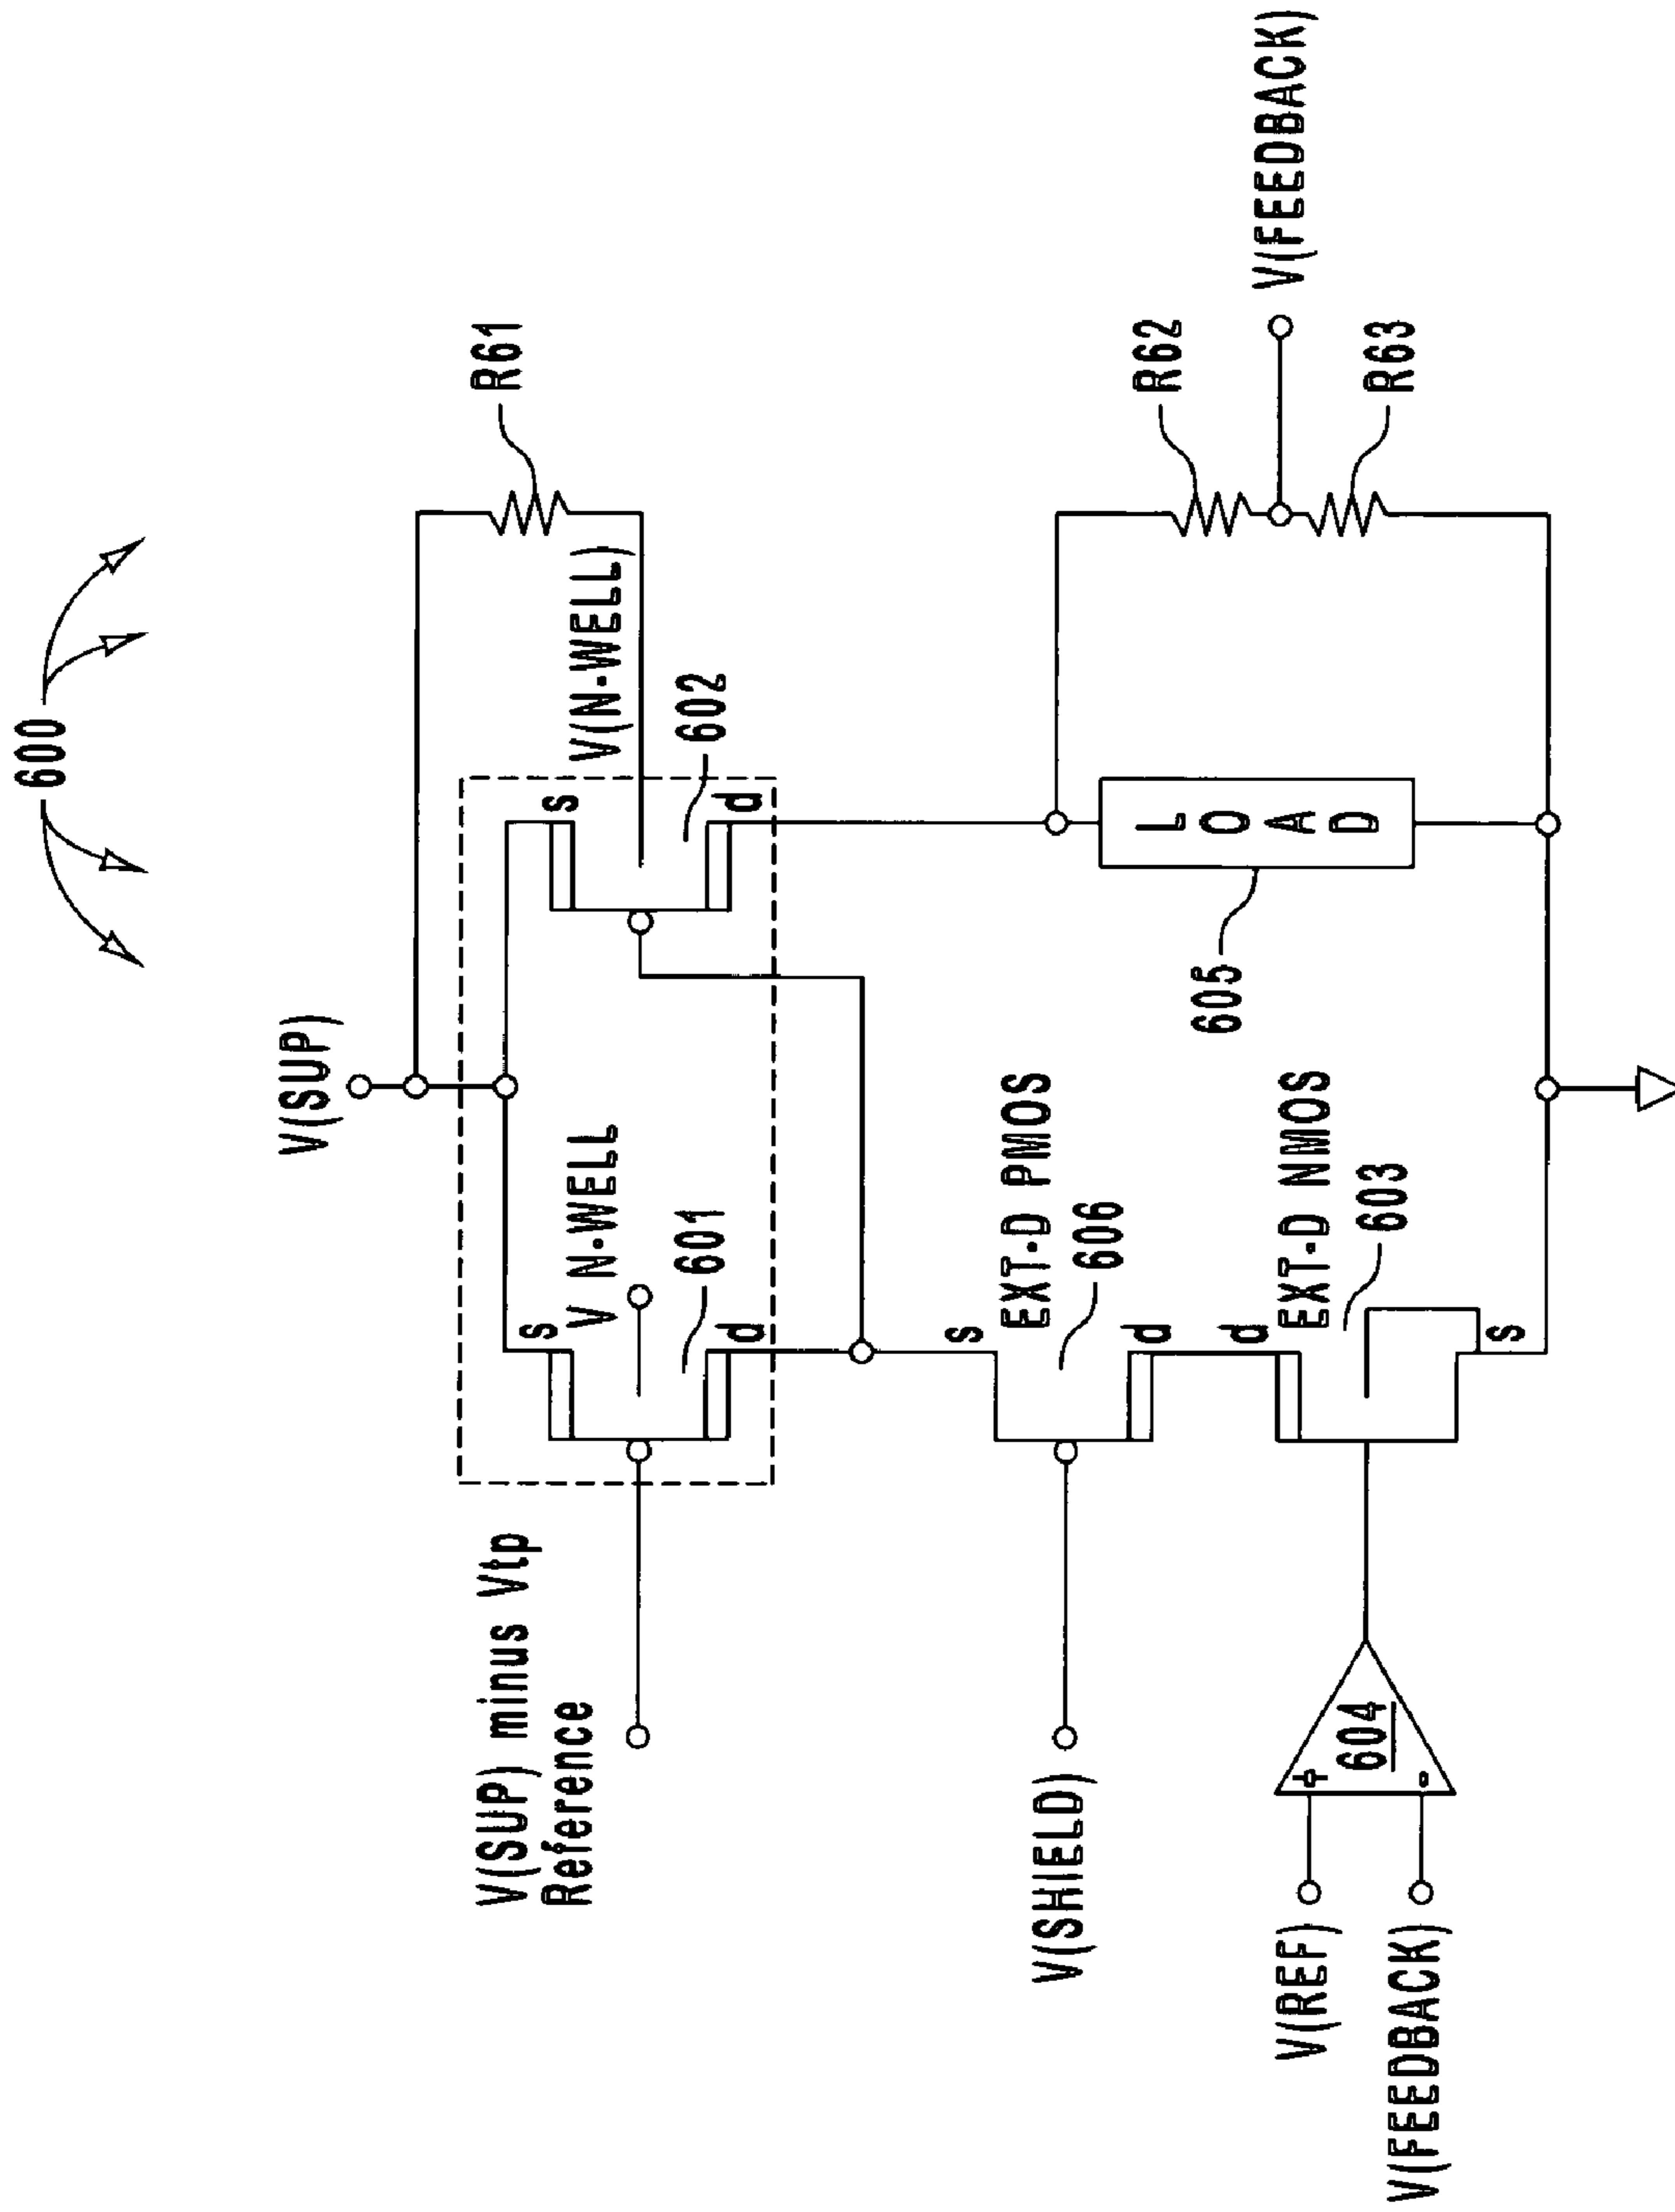 600
V(SUP)
R61
V(SUP) minus Vtp
Reference
s
V N-WELL
601
d
s
V(N-WELL)
602
d
V(SHIELD)
s
EXT-D PMOS
606
d
605
LOAD
R62
V(FEEDBACK)
R63
V(REF)
V(FEEDBACK)
+
-
604
d
EXT-D NMOS
603
s